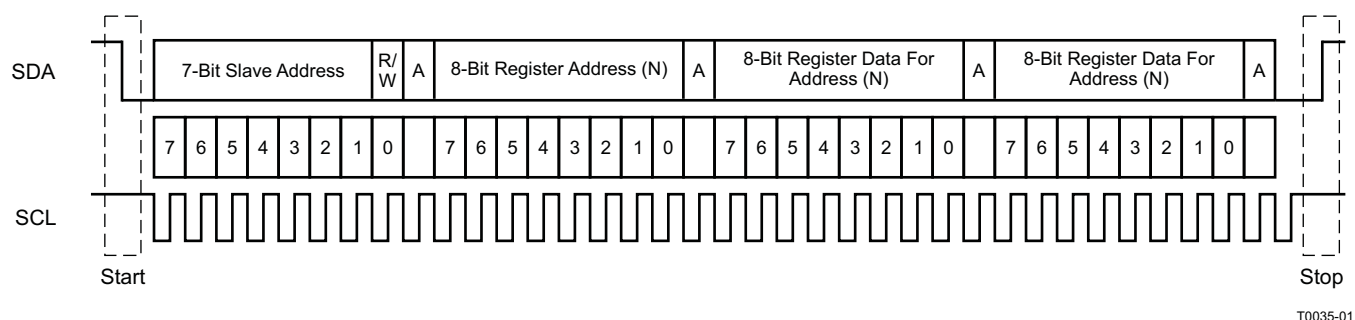 SDA
7-Bit Slave Address
R/
W
A
8-Bit Register Address (N)
A
8-Bit Register Data For
Address (N)
A
8-Bit Register Data For
Address (N)
A
7 6 5 4 3 2 1 0 7 6 5 4 3 2 1 0 7 6 5 4 3 2 1 0 7 6 5 4 3 2 1 0
SCL
Start
Stop
T0035-01